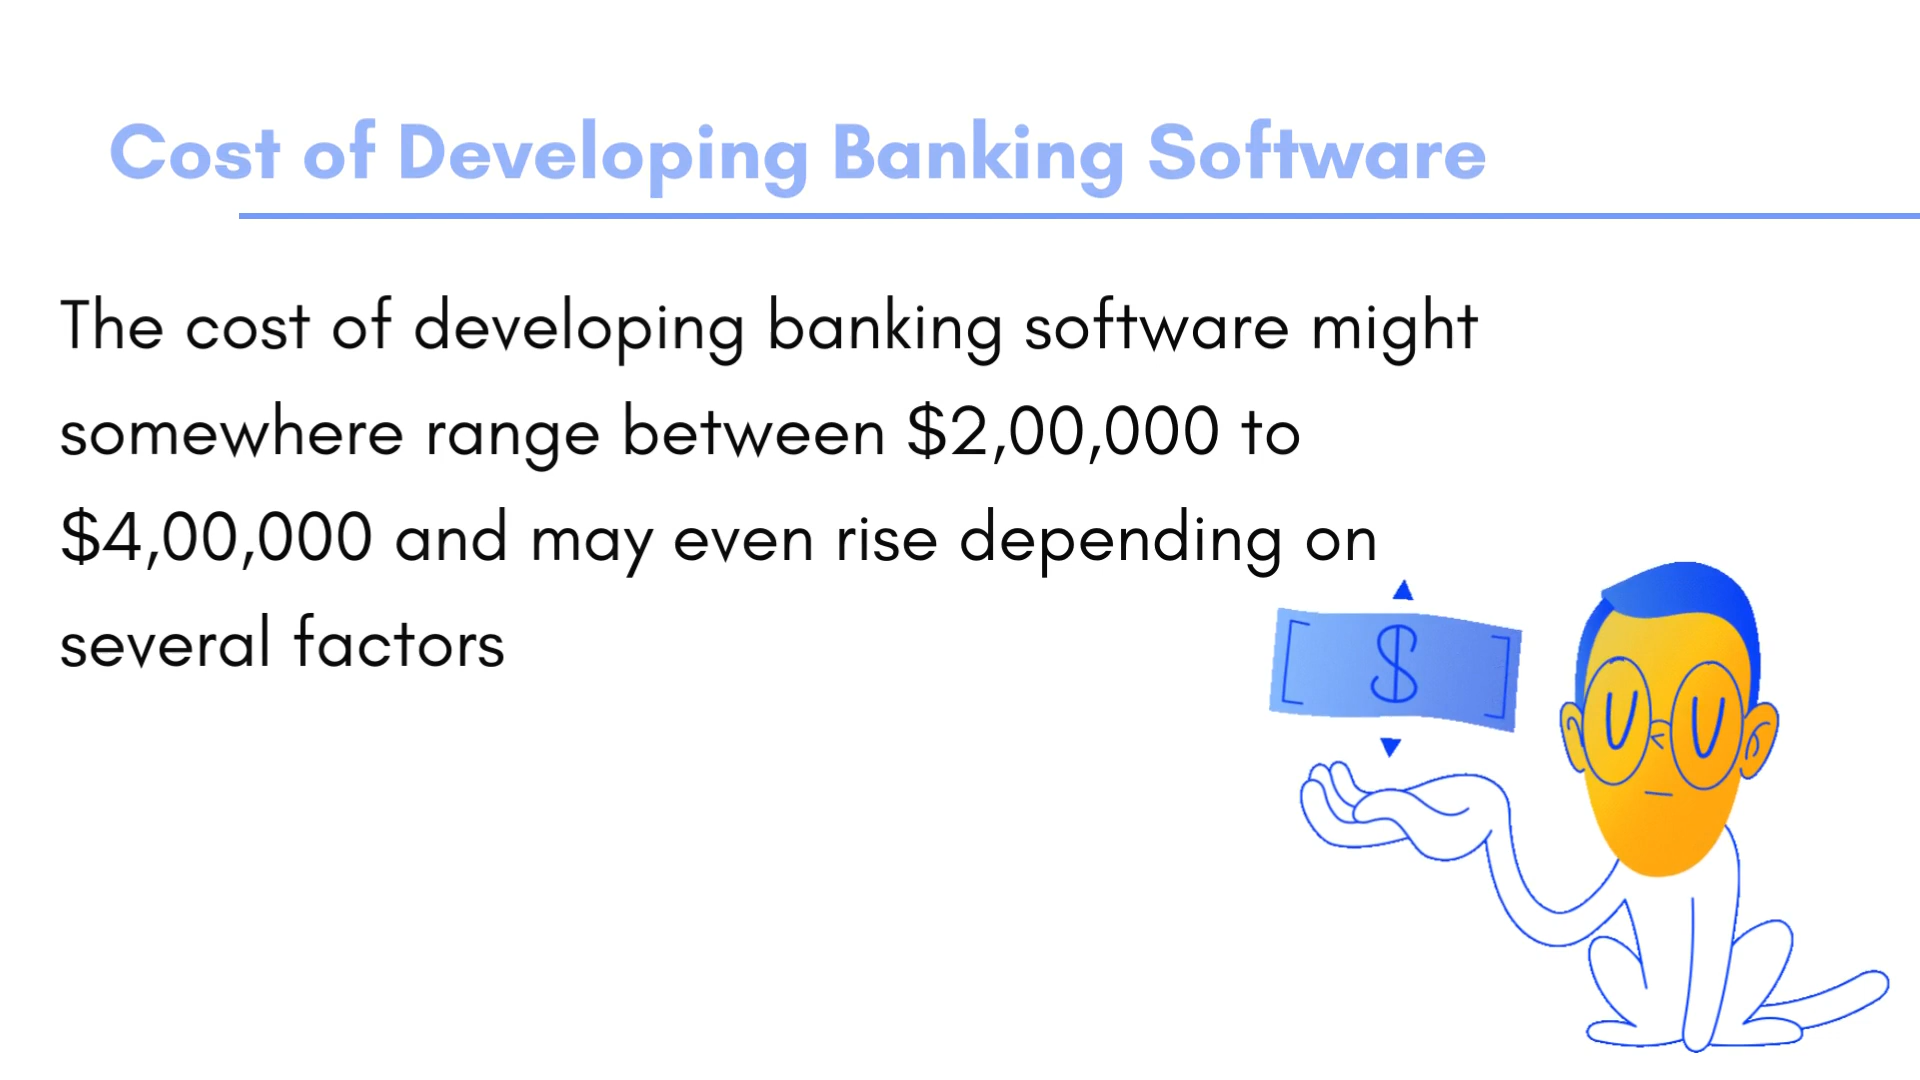 Cost of Developing Banking Software
The cost of developing banking software might
somewhere range between $2,00,000 to
$4,00,000 and may even rise depending on
several factors
$